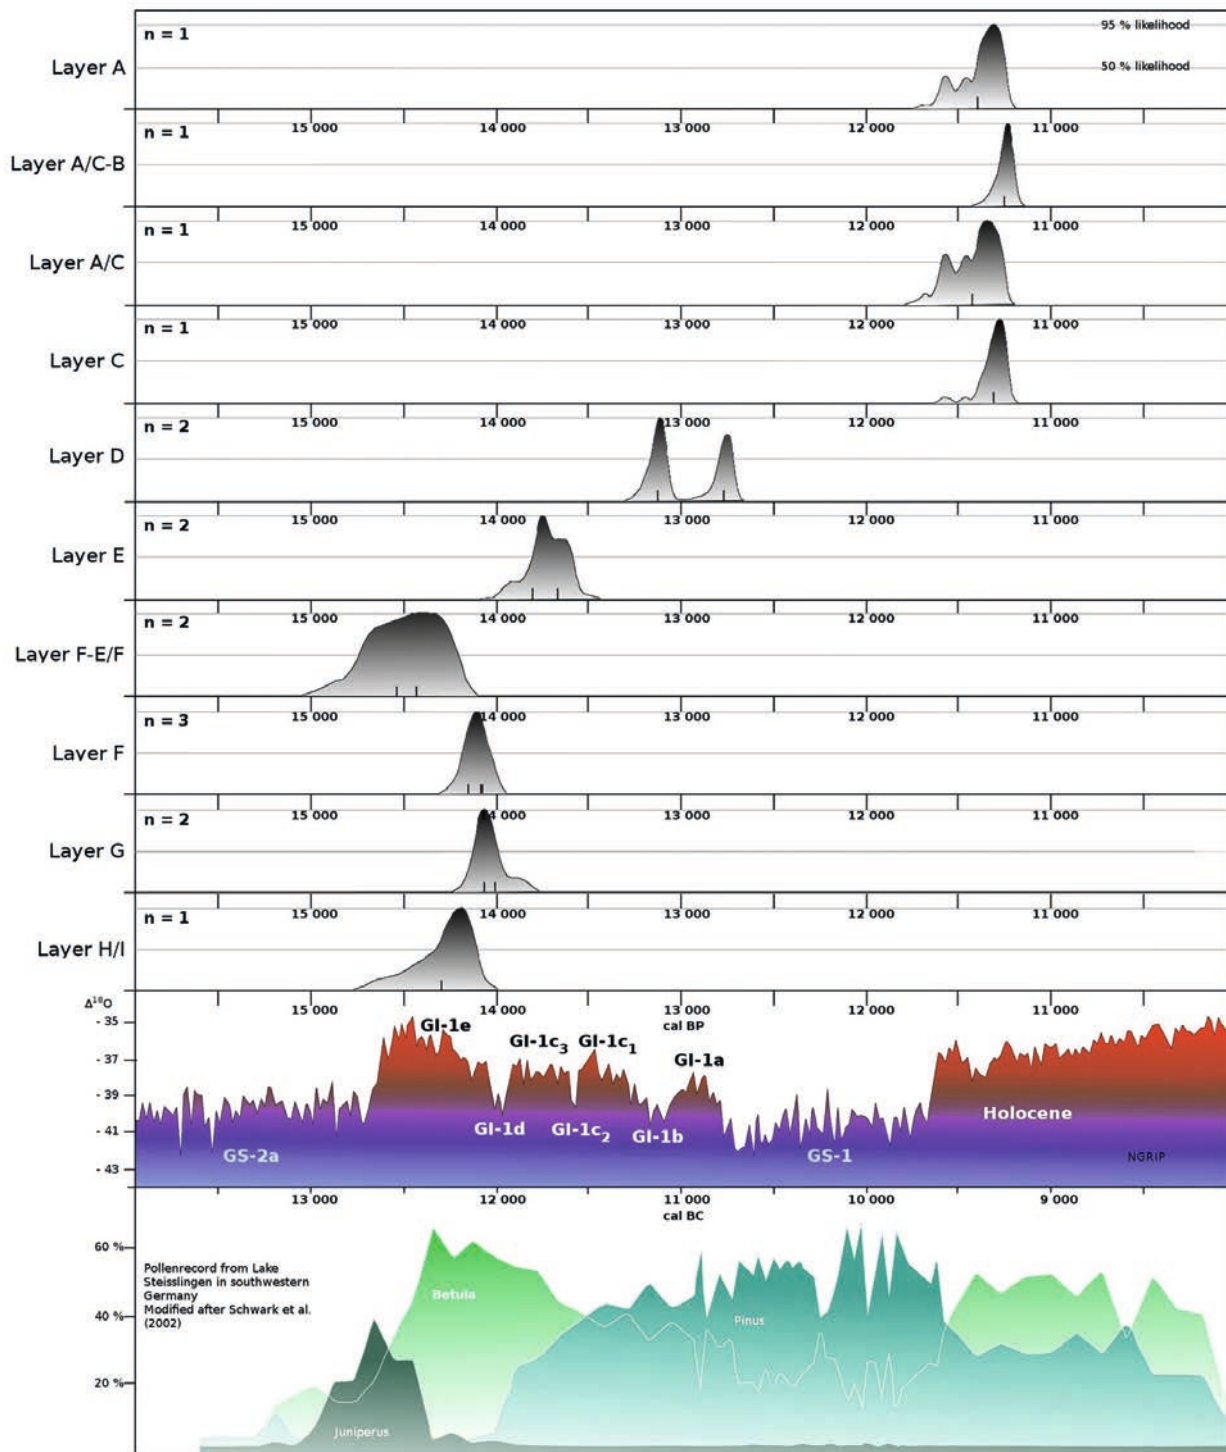 95 % likelihood
n = 1
50 % likelihood
Layer A
15 000 14 000 13 000 12 000 11 000
n = 1
Layer A/C-B
15 000 14 000 13 000 12 000 11 000
n = 1
Layer A/C
15 000 14 000 13 000 12 000 11 000
n = 1
Layer C
15 000 14 000 13 000 12 000 11 000
n = 2
Layer D
15 000 14 000 13 000 12 000 11 000
n = 2
Layer E
15 000 14 000 13 000 12 000 11 000
n = 2
Layer F-E/F
15 000 14 000 13 000 12 000 11 000
n = 3
Layer F
15 000 14 000 13 000 12 000 11 000
n = 2
Layer G
15 000 14 000 13 000 12 000 11 000
n = 1
Layer H/I
Δ¹⁸O
15 000 14 000 13 000 12 000 11 000
cal BP
- 35
GI-1e
GI-1c₃ GI-1c₁
- 37
GI-1a
- 39
Holocene
- 41
GI-1d GI-1c₂ GI-1b
GS-2a GS-1 NGRIP
- 43
13 000 12 000 11 000 10 000 9 000
cal BC
60 %
Pollenrecord from Lake
Steisslingen in southwestern
Germany
Modified after Schwark et al.
(2002)
Betula
40 %
Pinus
20 %
Juniperus